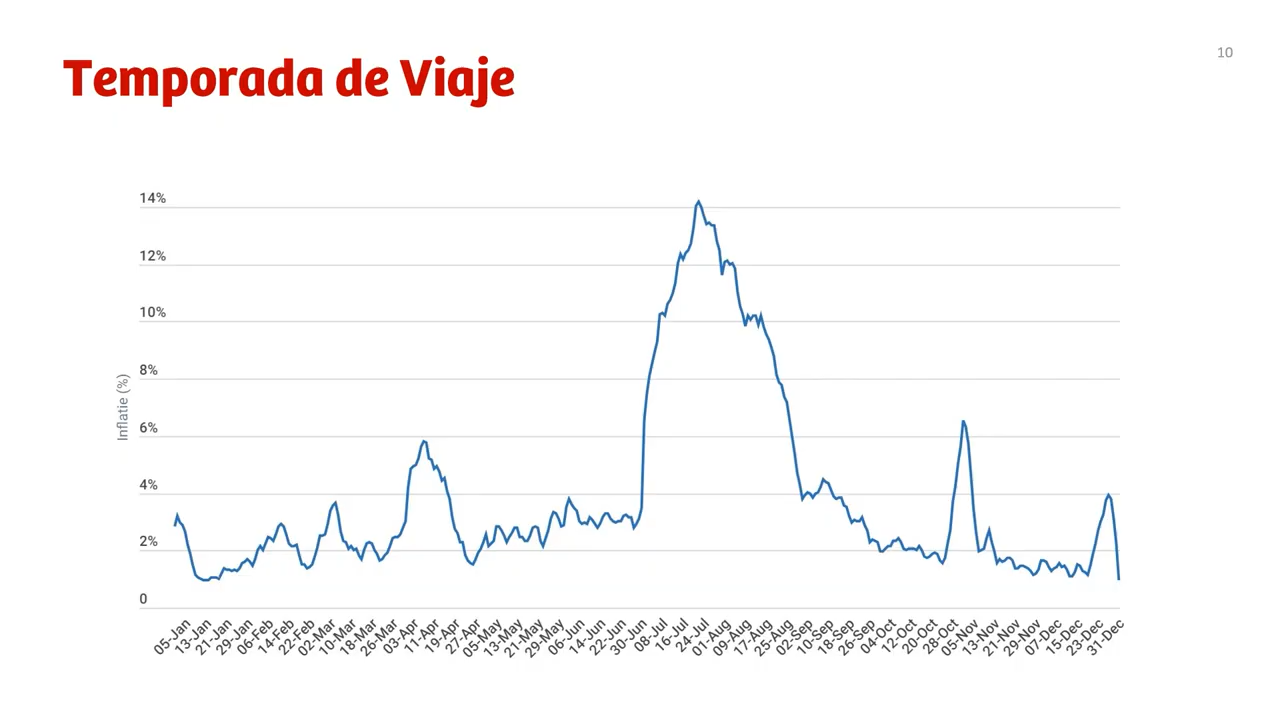 Temporada de Viaje
10
14%
12%
10%
8%
6%
4%
2%
0
Inflatie (%)
05-Jan
13-Jan
21-Jan
29-Jan
06-Feb
14-Feb
22-Feb
02-Mar
10-Mar
18-Mar
26-Mar
03-Apr
11-Apr
19-Apr
27-Apr
05-May
13-May
21-May
29-May
06-Jun
14-Jun
22-Jun
30-Jun
08-Jul
16-Jul
24-Jul
01-Aug
09-Aug
17-Aug
25-Aug
02-Sep
10-Sep
18-Sep
26-Sep
04-Oct
12-Oct
20-Oct
28-Oct
05-Nov
13-Nov
21-Nov
29-Nov
07-Dec
15-Dec
23-Dec
31-Dec